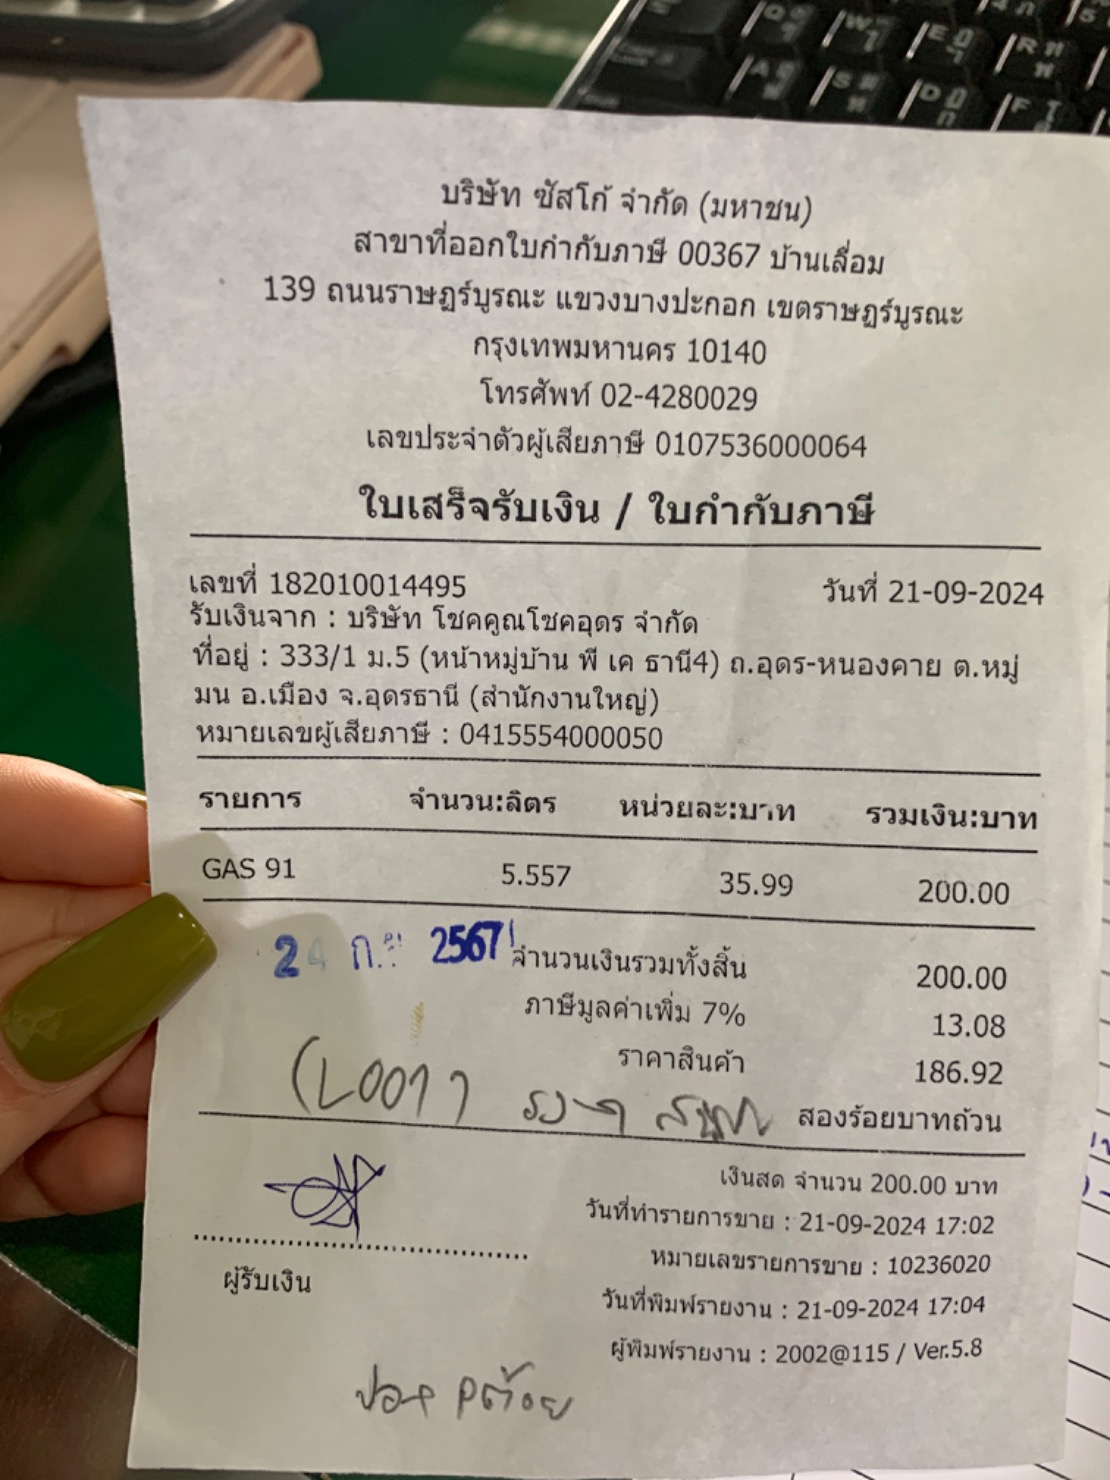 บริษัท ซัสโก้ จำกัด (มหาชน)
สาขาที่ออกใบกำกับภาษี 00367 บ้านเลื่อม
139 ถนนราษฎร์บูรณะ แขวงบางปะกอก เขตราษฎร์บูรณะ
กรุงเทพมหานคร 10140
โทรศัพท์ 02-4280029
เลขประจำตัวผู้เสียภาษี 0107536000064
ใบเสร็จรับเงิน / ใบกำกับภาษี
เลขที่ 182010014495 วันที่ 21-09-2024
รับเงินจาก : บริษัท โชคคูณโชคอุดร จำกัด
ที่อยู่ : 333/1 ม.5 (หน้าหมู่บ้าน พี เค ธานี4) ถ.อุดร-หนองคาย ต.หมู่
มน อ.เมือง จ.อุดรธานี (สำนักงานใหญ่)
หมายเลขผู้เสียภาษี : 0415554000050
รายการ จำนวน:ลิตร หน่วยละ:บาท รวมเงิน:บาท
GAS 91 5.557 35.99 200.00
24 ก.ย. 2567 จำนวนเงินรวมทั้งสิ้น 200.00
ภาษีมูลค่าเพิ่ม 7% 13.08
ราคาสินค้า 186.92
สองร้อยบาทถ้วน
เงินสด จำนวน 200.00 บาท
วันที่ทำรายการขาย : 21-09-2024 17:02
หมายเลขรายการขาย : 10236020
ผู้รับเงิน
วันที่พิมพ์รายงาน : 21-09-2024 17:04
ผู้พิมพ์รายงาน : 2002@115 / Ver.5.8